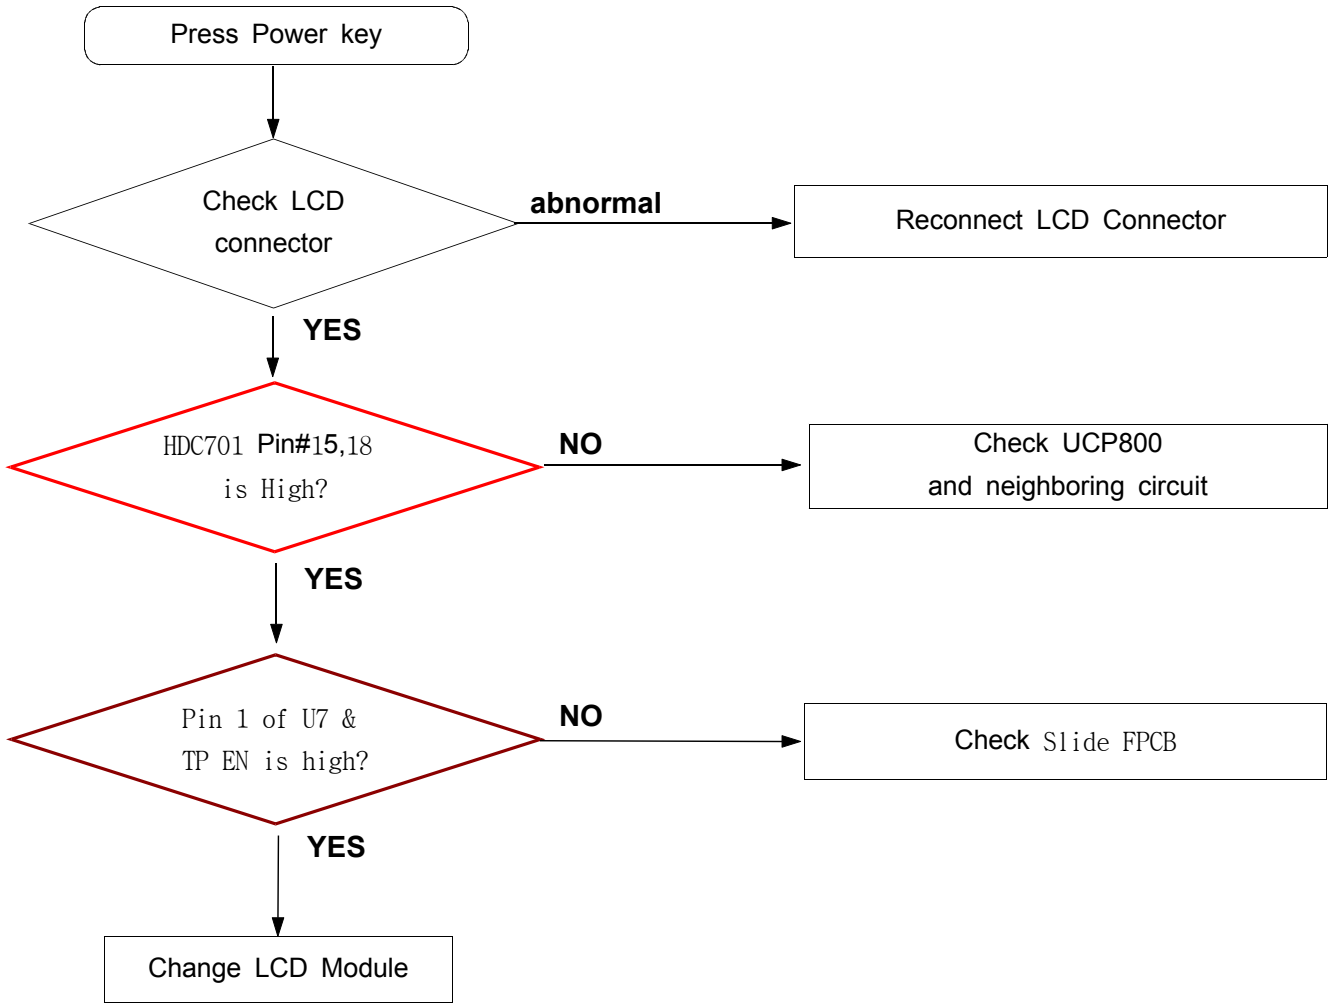 Press Power key
Check LCD
connector
abnormal
Reconnect LCD Connector
YES
HDC701 Pin#15,18
is High?
NO
Check UCP800
and neighboring circuit
YES
Pin 1 of U7 &
TP EN is high?
NO
Check Slide FPCB
YES
Change LCD Module